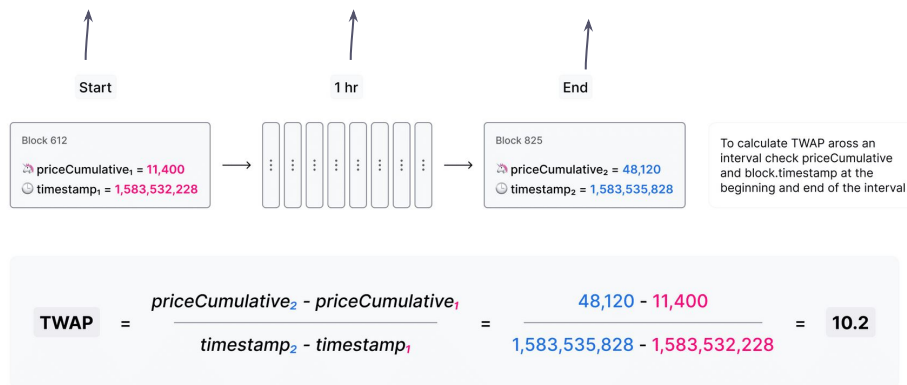 Start
1 hr
End
Block 612
🦄 priceCumulative₁ = 11,400
🕒 timestamp₁ = 1,583,532,228
Block 825
🦄 priceCumulative₂ = 48,120
🕒 timestamp₂ = 1,583,535,828
To calculate TWAP aross an
interval check priceCumulative
and block.timestamp at the
beginning and end of the interval
priceCumulative₂ - priceCumulative₁
48,120 - 11,400
TWAP = = = 10.2
timestamp₂ - timestamp₁
1,583,535,828 - 1,583,532,228